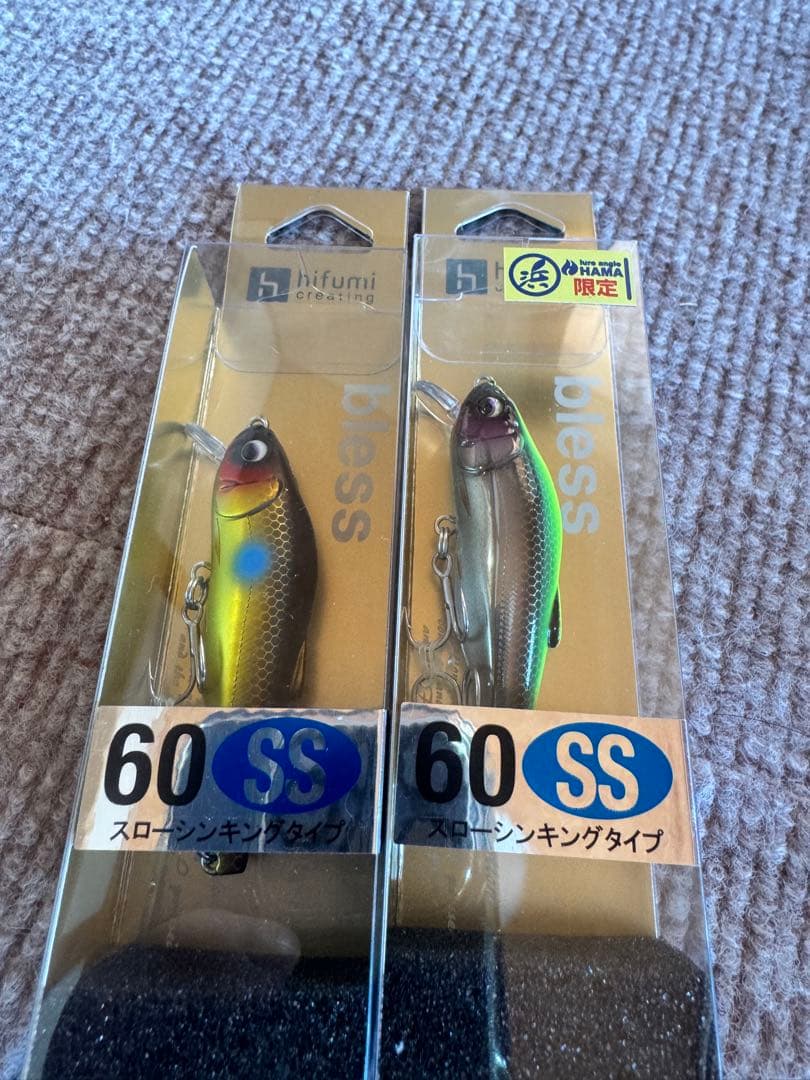 hifumi
creating
bless
60 SS
スローシンキングタイプ
浜
lure angle
HAMA
限定
bless
60 SS
スローシンキングタイプ